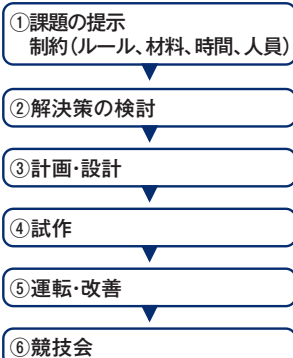 ①課題の提示
制約(ルール、材料、時間、人員)
②解決策の検討
③計画・設計
④試作
⑤運転・改善
⑥競技会